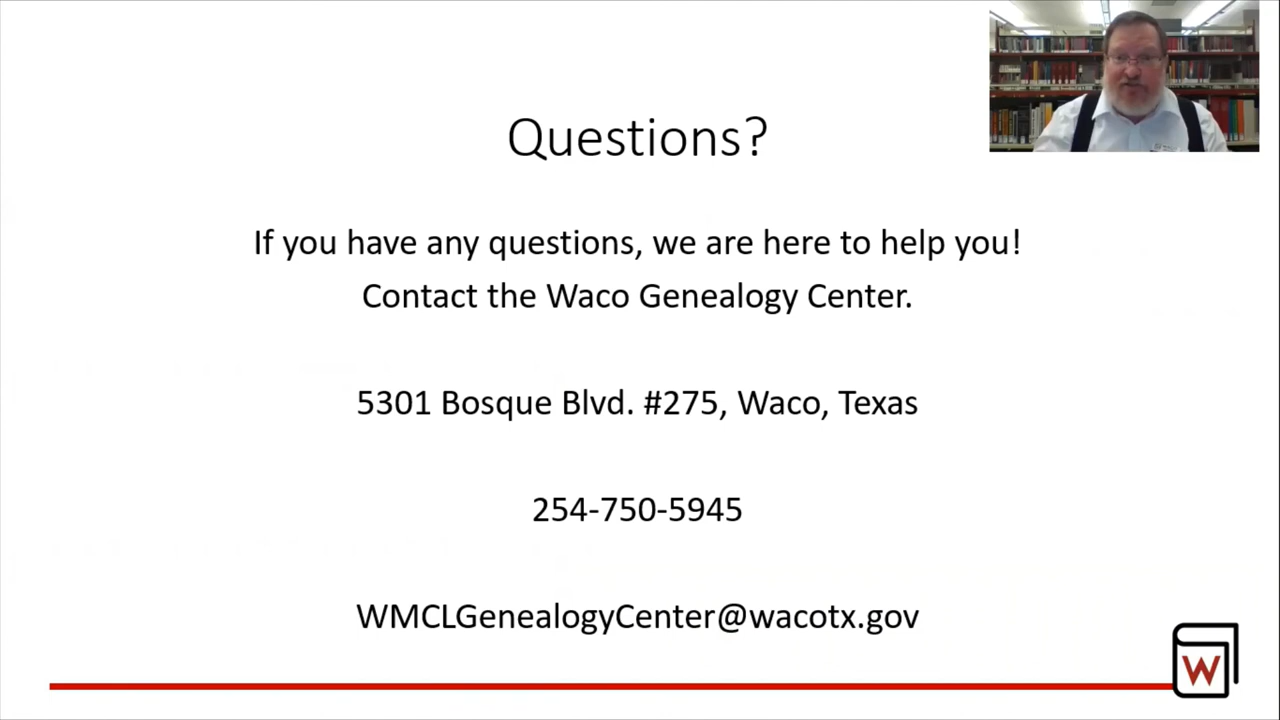 Questions?
If you have any questions, we are here to help you!
Contact the Waco Genealogy Center.
5301 Bosque Blvd. #275, Waco, Texas
254-750-5945
WMCLGenealogyCenter@wacotx.gov
W